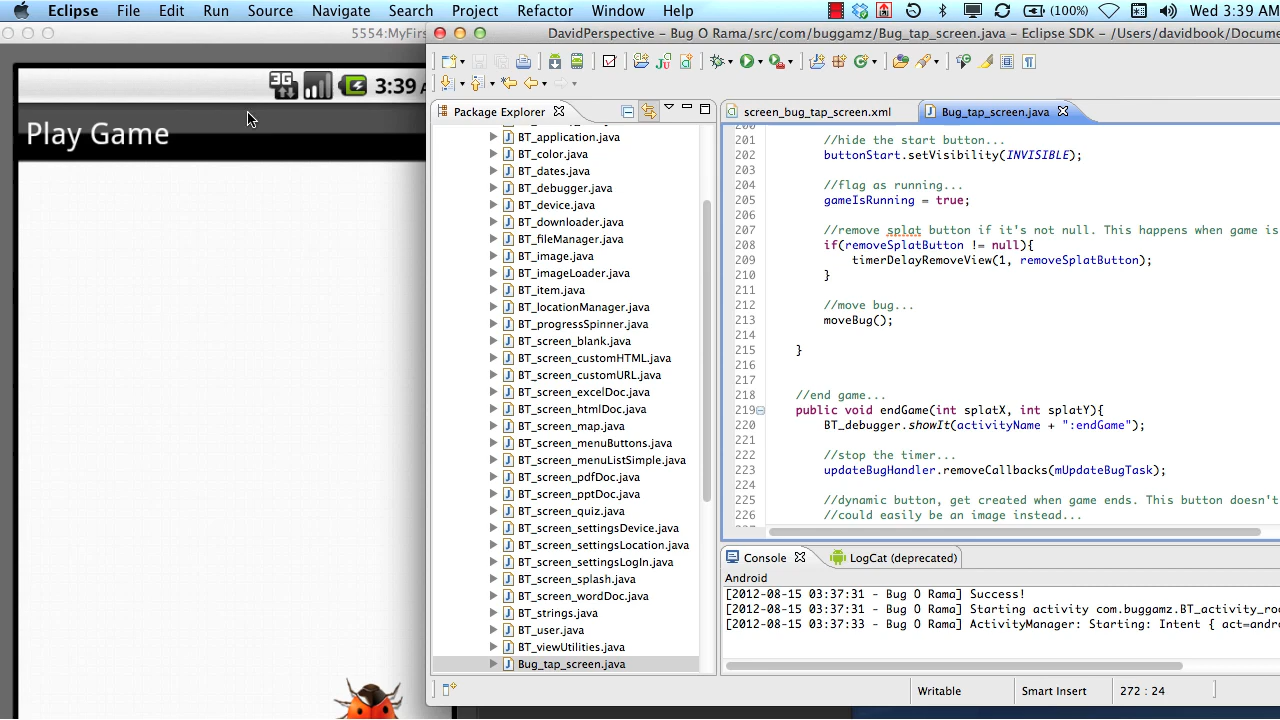 Eclipse File Edit Run Source Navigate Search Project Refactor Window Help (100%) Wed 3:39 AM
5554:MyFirs
DavidPerspective – Bug O Rama/src/com/buggamz/Bug_tap_screen.java – Eclipse SDK – /Users/davidbook/Docume
3G 3:39
Play Game
Package Explorer
BT_application.java
BT_color.java
BT_dates.java
BT_debugger.java
BT_device.java
BT_downloader.java
BT_fileManager.java
BT_image.java
BT_imageLoader.java
BT_item.java
BT_locationManager.java
BT_progressSpinner.java
BT_screen_blank.java
BT_screen_customHTML.java
BT_screen_customURL.java
BT_screen_excelDoc.java
BT_screen_htmlDoc.java
BT_screen_map.java
BT_screen_menuButtons.java
BT_screen_menuListSimple.java
BT_screen_pdfDoc.java
BT_screen_pptDoc.java
BT_screen_quiz.java
BT_screen_settingsDevice.java
BT_screen_settingsLocation.java
BT_screen_settingsLogIn.java
BT_screen_splash.java
BT_screen_wordDoc.java
BT_strings.java
BT_user.java
BT_viewUtilities.java
Bug_tap_screen.java
screen_bug_tap_screen.xml Bug_tap_screen.java
200
201 //hide the start button...
202 buttonStart.setVisibility(INVISIBLE);
203
204 //flag as running...
205 gameIsRunning = true;
206
207 //remove splat button if it's not null. This happens when game is
208 if(removeSplatButton != null){
209 timerDelayRemoveView(1, removeSplatButton);
210 }
211
212 //move bug...
213 moveBug();
214
215 }
216
217
218 //end game...
219 public void endGame(int splatX, int splatY){
220 BT_debugger.showIt(activityName + ":endGame");
221
222 //stop the timer...
223 updateBugHandler.removeCallbacks(mUpdateBugTask);
224
225 //dynamic button, get created when game ends. This button doesn't
226 //could easily be an image instead...
Console LogCat (deprecated)
Android
[2012-08-15 03:37:31 - Bug O Rama] Success!
[2012-08-15 03:37:31 - Bug O Rama] Starting activity com.buggamz.BT_activity_ro
[2012-08-15 03:37:33 - Bug O Rama] ActivityManager: Starting: Intent { act=andro
Writable Smart Insert 272 : 24